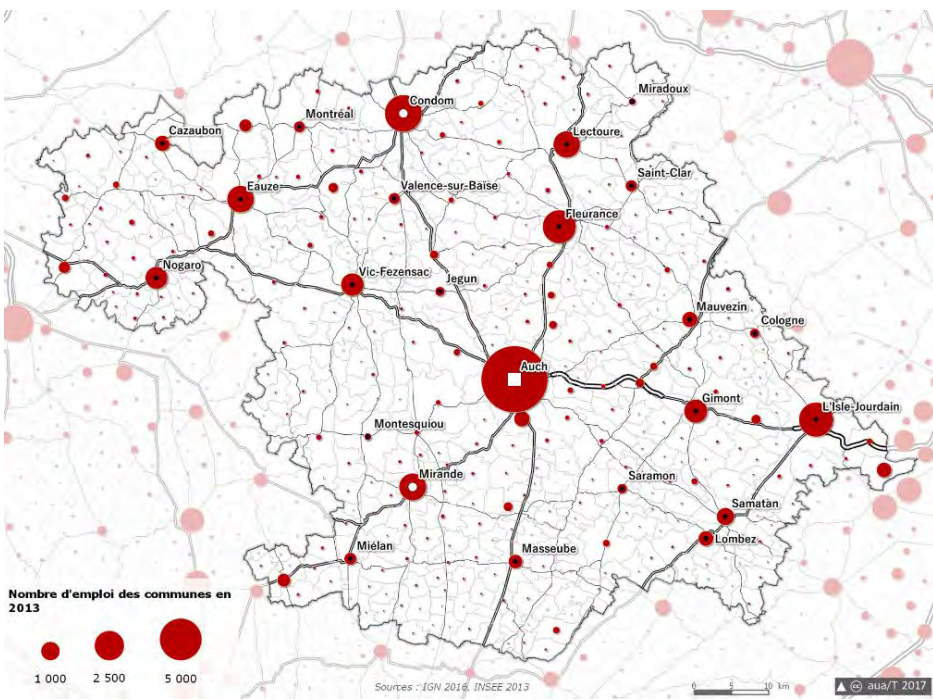 Miradoux
Condom
Montréal
Cazaubon
Lectoure
Saint-Clar
Eauze
Valence-sur-Baïse
Fleurance
Nogaro
Vic-Fezensac
Jegun
Mauvezin
Cologne
Auch
Gimont
L'Isle-Jourdain
Montesquiou
Mirande
Saramon
Samatan
Lombez
Miélan
Masseube
Nombre d'emploi des communes en
2013
1 000
2 500
5 000
Sources : IGN 2016, INSEE 2013
0 5 10 km
cc aua/T 2017